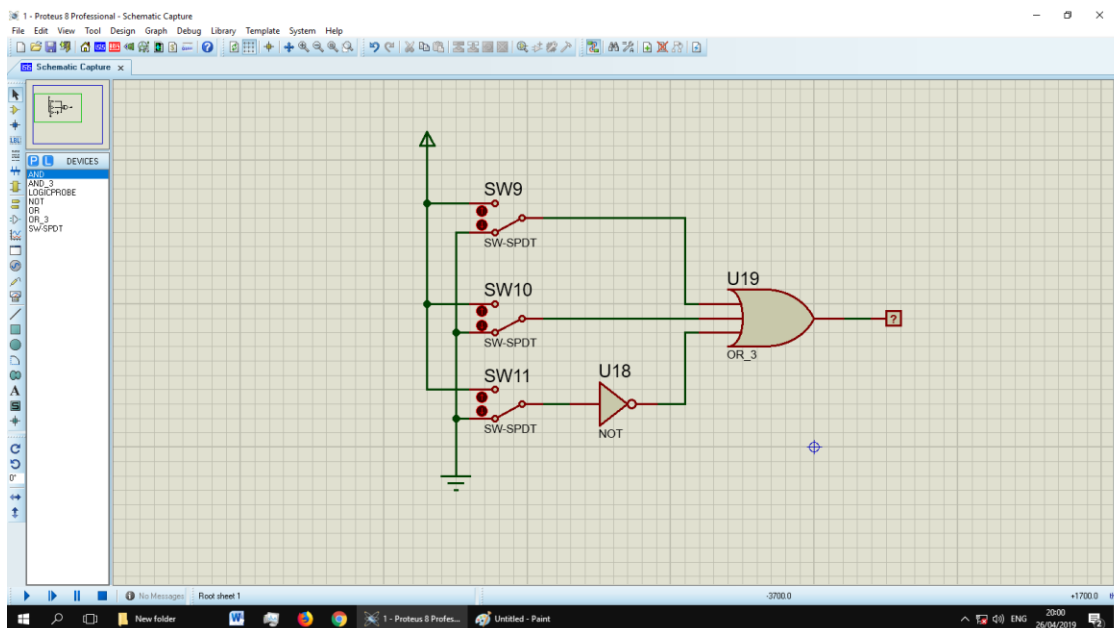 1 - Proteus 8 Professional - Schematic Capture
File Edit View Tool Design Graph Debug Library Template System Help
Schematic Capture x
P L DEVICES
AND
AND_3
LOGICPROBE
NOT
OR
OR_3
SW-SPDT
LBL
A
S
0°
SW9
SW-SPDT
SW10
SW-SPDT
SW11
SW-SPDT
U18
NOT
U19
OR_3
?
No Messages Root sheet 1 -3700.0 +1700.0
New folder 1 - Proteus 8 Profes... Untitled - Paint ENG 20:00
26/04/2019